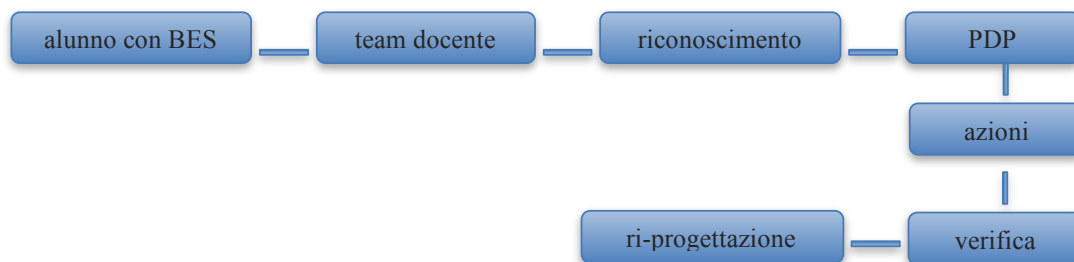 alunno con BES
team docente
riconoscimento
PDP
azioni
verifica
ri-progettazione